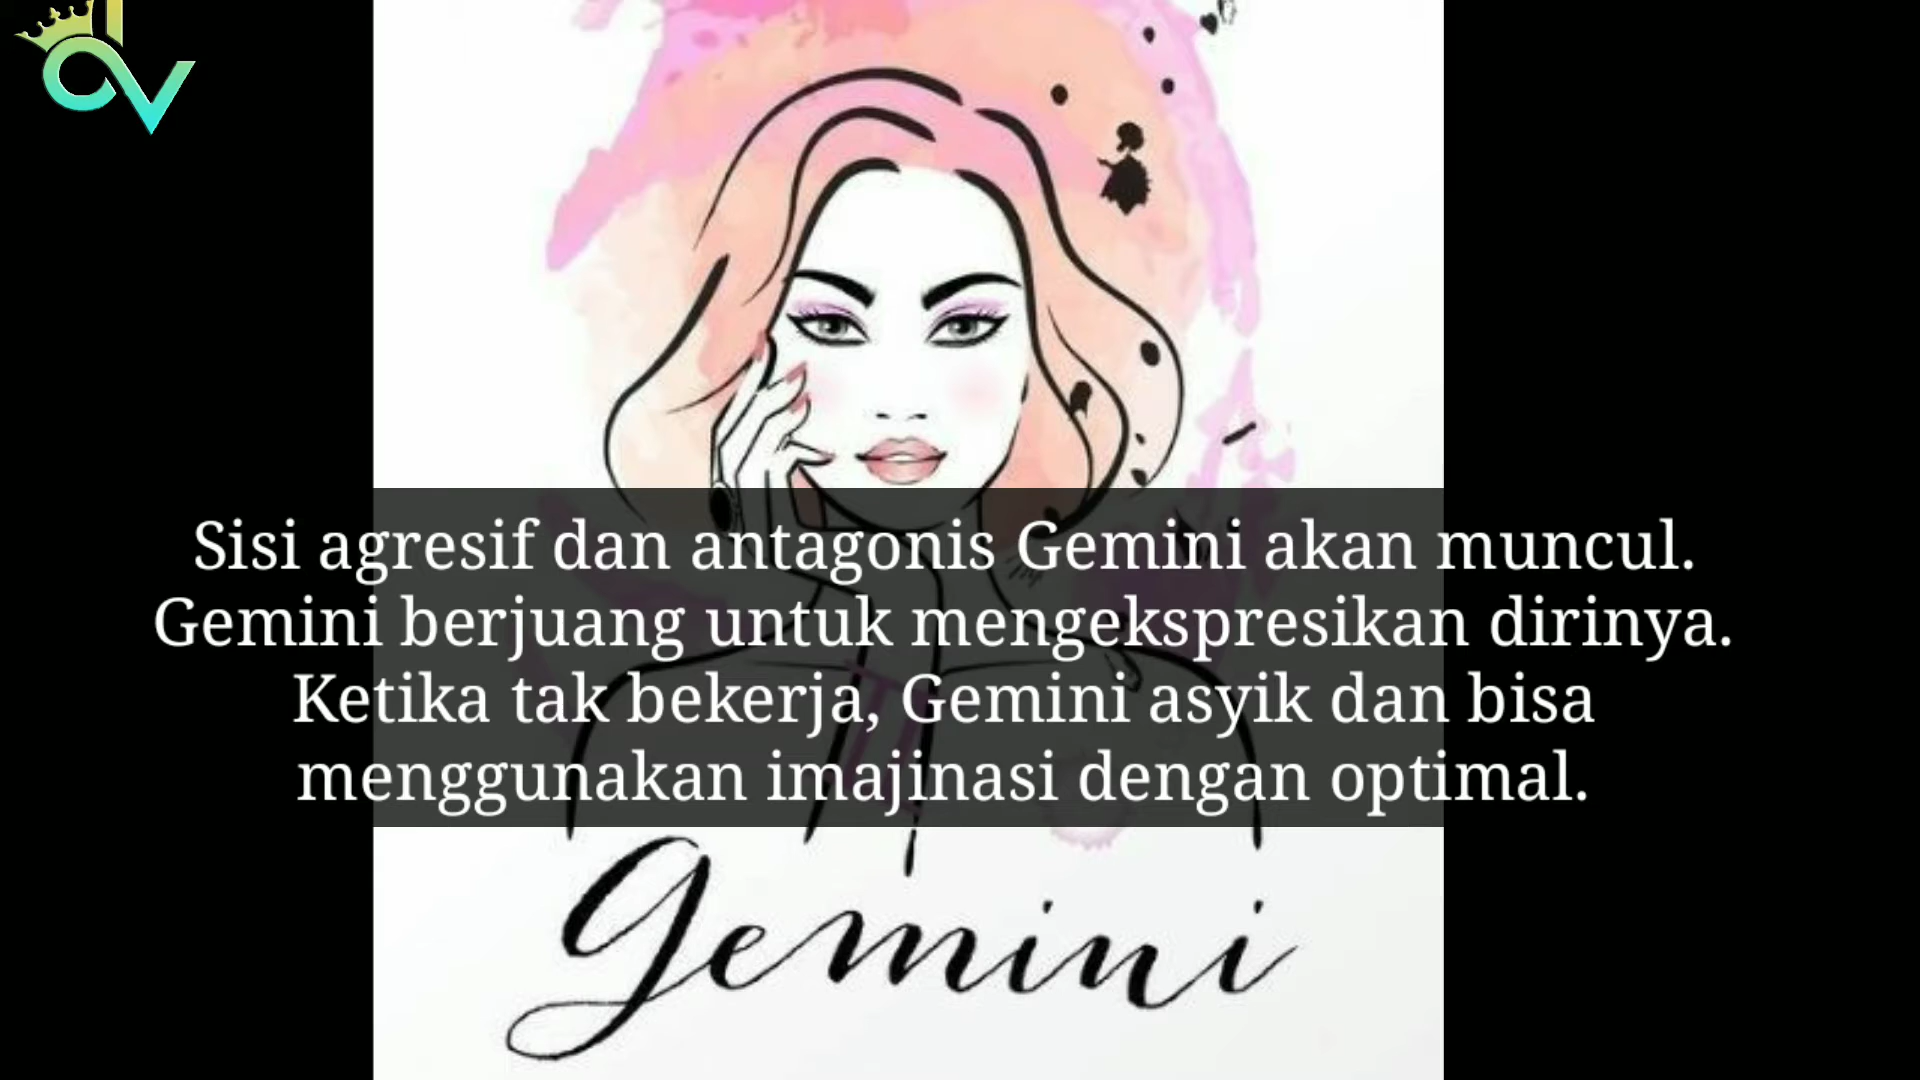 Sisi agresif dan antagonis Gemini akan muncul.
Gemini berjuang untuk mengekspresikan dirinya.
Ketika tak bekerja, Gemini asyik dan bisa
menggunakan imajinasi dengan optimal.
gemini